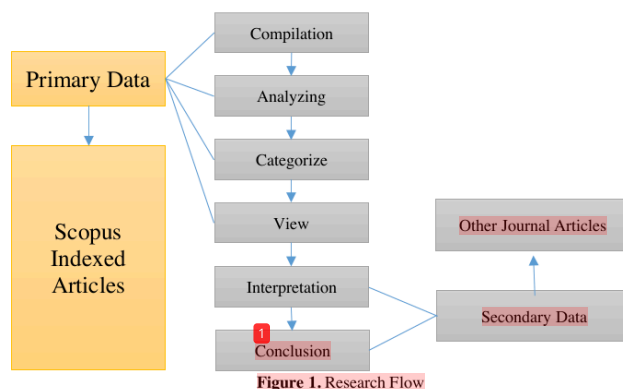 Primary Data
Scopus
Indexed
Articles
Compilation
Analyzing
Categorize
View
Interpretation
1
Conclusion
Other Journal Articles
Secondary Data
Figure 1. Research Flow